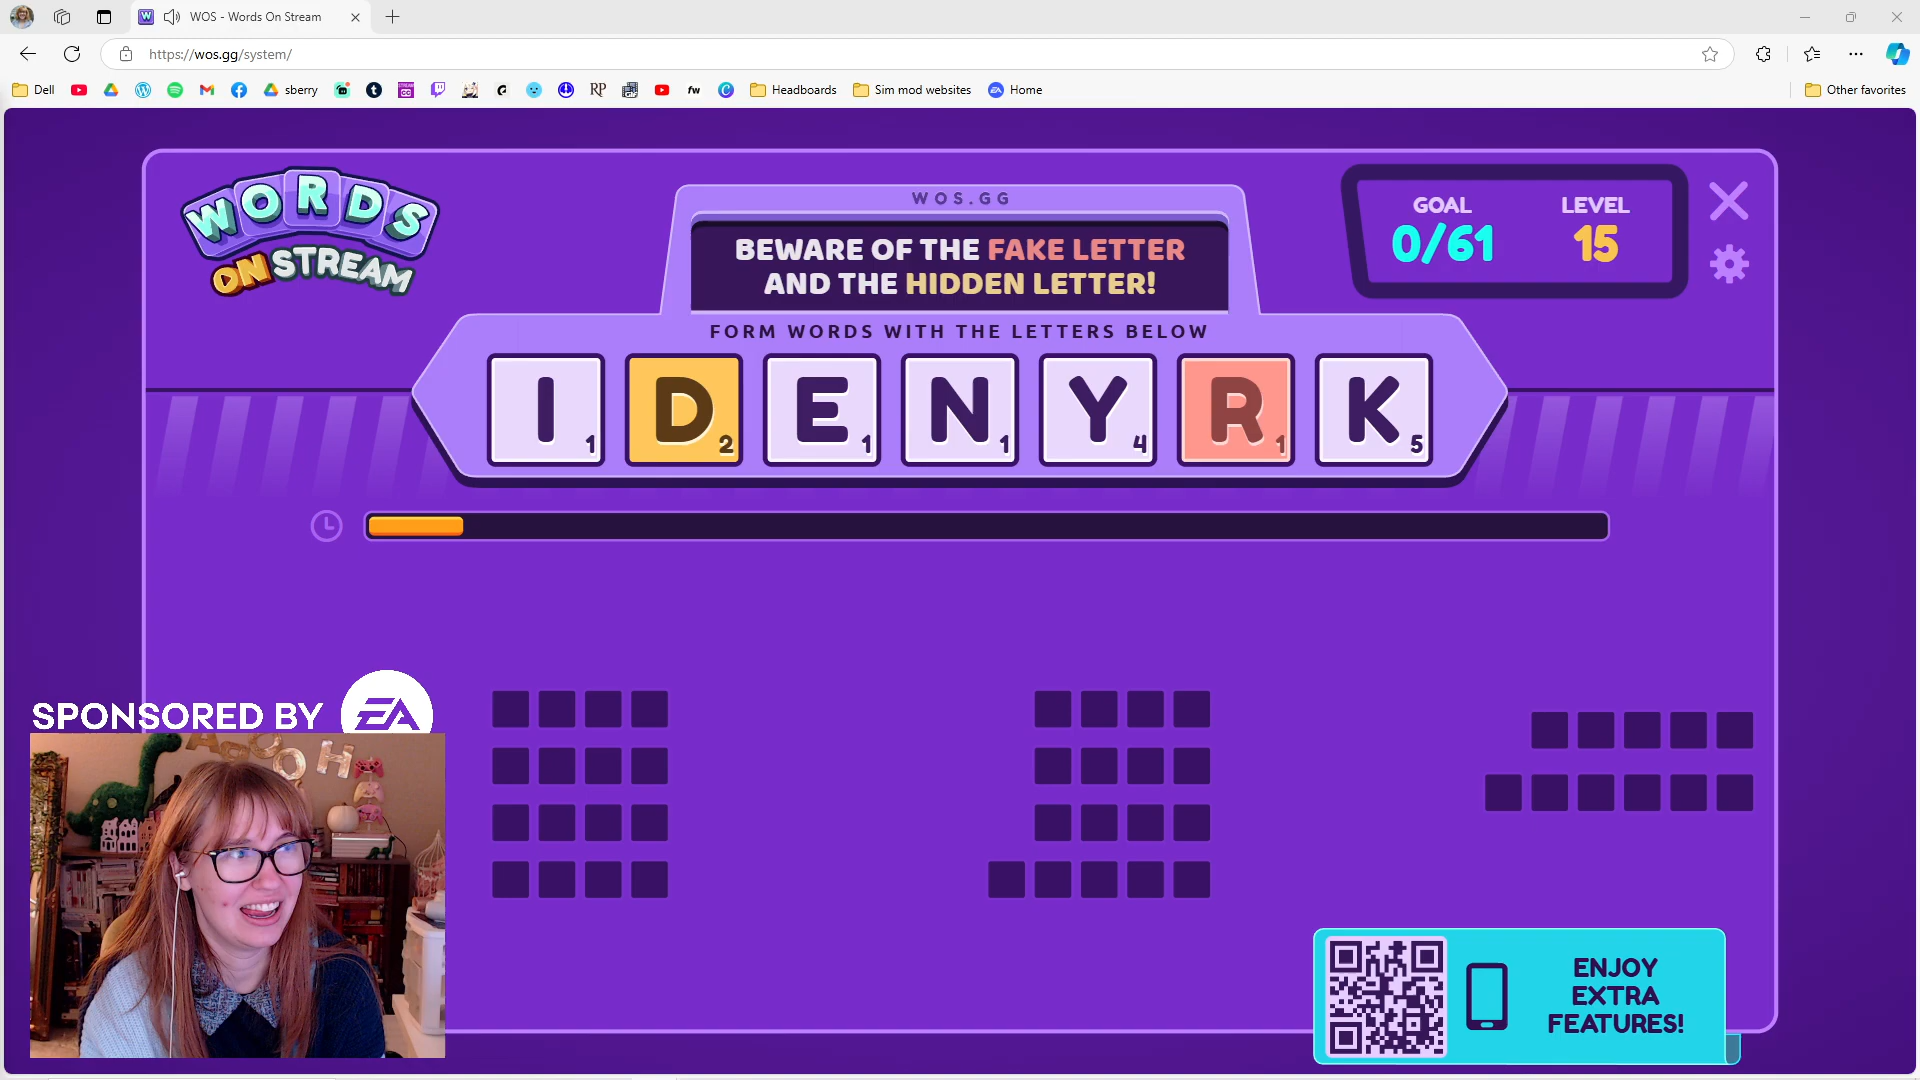 WOS - Words On Stream
https://wos.gg/system/
Dell
sberry
RP
fw
Headboards
Sim mod websites
Home
Other favorites
WORDS
ON STREAM
WOS.GG
BEWARE OF THE FAKE LETTER
AND THE HIDDEN LETTER!
GOAL
0/61
LEVEL
15
FORM WORDS WITH THE LETTERS BELOW
I 1 D 2 E 1 N 1 Y 4 R 1 K 5
SPONSORED BY EA
ENJOY
EXTRA
FEATURES!